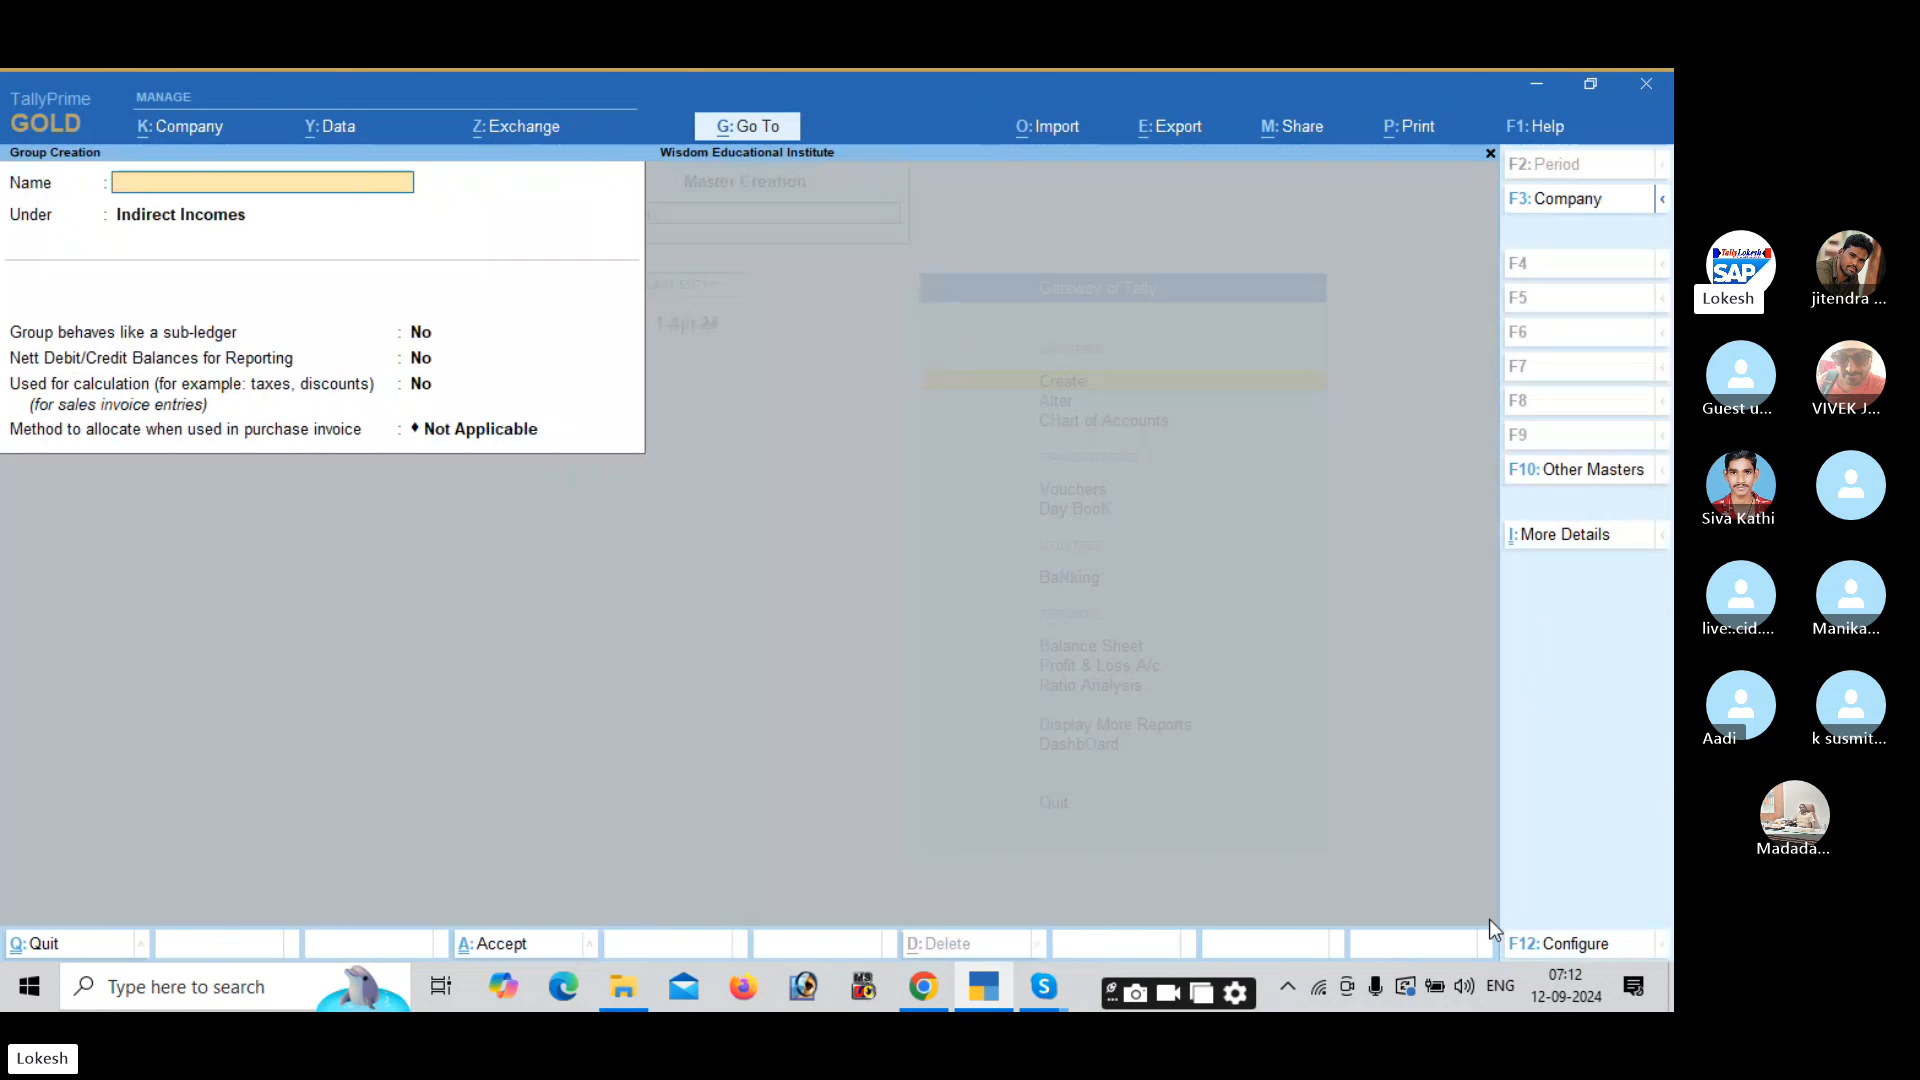 TallyPrime
GOLD
MANAGE
K: Company
Y: Data
Z: Exchange
G: Go To
O: Import
E: Export
M: Share
P: Print
F1: Help
Group Creation
Wisdom Educational Institute
Name :
Under : Indirect Incomes
Group behaves like a sub-ledger : No
Nett Debit/Credit Balances for Reporting : No
Used for calculation (for example: taxes, discounts) : No
(for sales invoice entries)
Method to allocate when used in purchase invoice : ♦ Not Applicable
Master Creation
1-Apr-24
Gateway of Tally
Create
Alter
CHart of Accounts
Vouchers
Day BooK
BaNking
Balance Sheet
Profit & Loss A/c
Ratio Analysis
Display More Reports
DashbOard
Quit
F2: Period
F3: Company
F4
F5
F6
F7
F8
F9
F10: Other Masters
I: More Details
F12: Configure
Q: Quit
A: Accept
D: Delete
Type here to search
ENG
07:12
12-09-2024
Tally Lokesh
SAP
Lokesh
jitendra ...
Guest u...
VIVEK J...
Siva Kathi
live:.cid....
Manika...
Aadi
k susmit...
Madada...
Lokesh